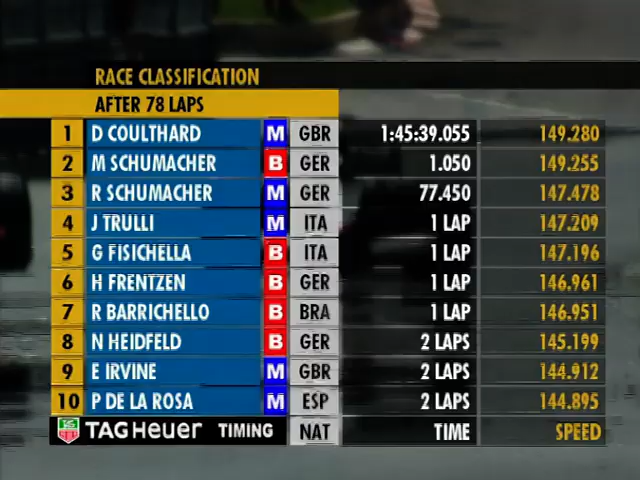 RACE CLASSIFICATION
AFTER 78 LAPS
1 D COULTHARD M GBR 1:45:39.055 149.280
2 M SCHUMACHER B GER 1.050 149.255
3 R SCHUMACHER M GER 77.450 147.478
4 J TRULLI M ITA 1 LAP 147.209
5 G FISICHELLA B ITA 1 LAP 147.196
6 H FRENTZEN B GER 1 LAP 146.961
7 R BARRICHELLO B BRA 1 LAP 146.951
8 N HEIDFELD B GER 2 LAPS 145.199
9 E IRVINE M GBR 2 LAPS 144.912
10 P DE LA ROSA M ESP 2 LAPS 144.895
TAGHeuer TIMING NAT TIME SPEED